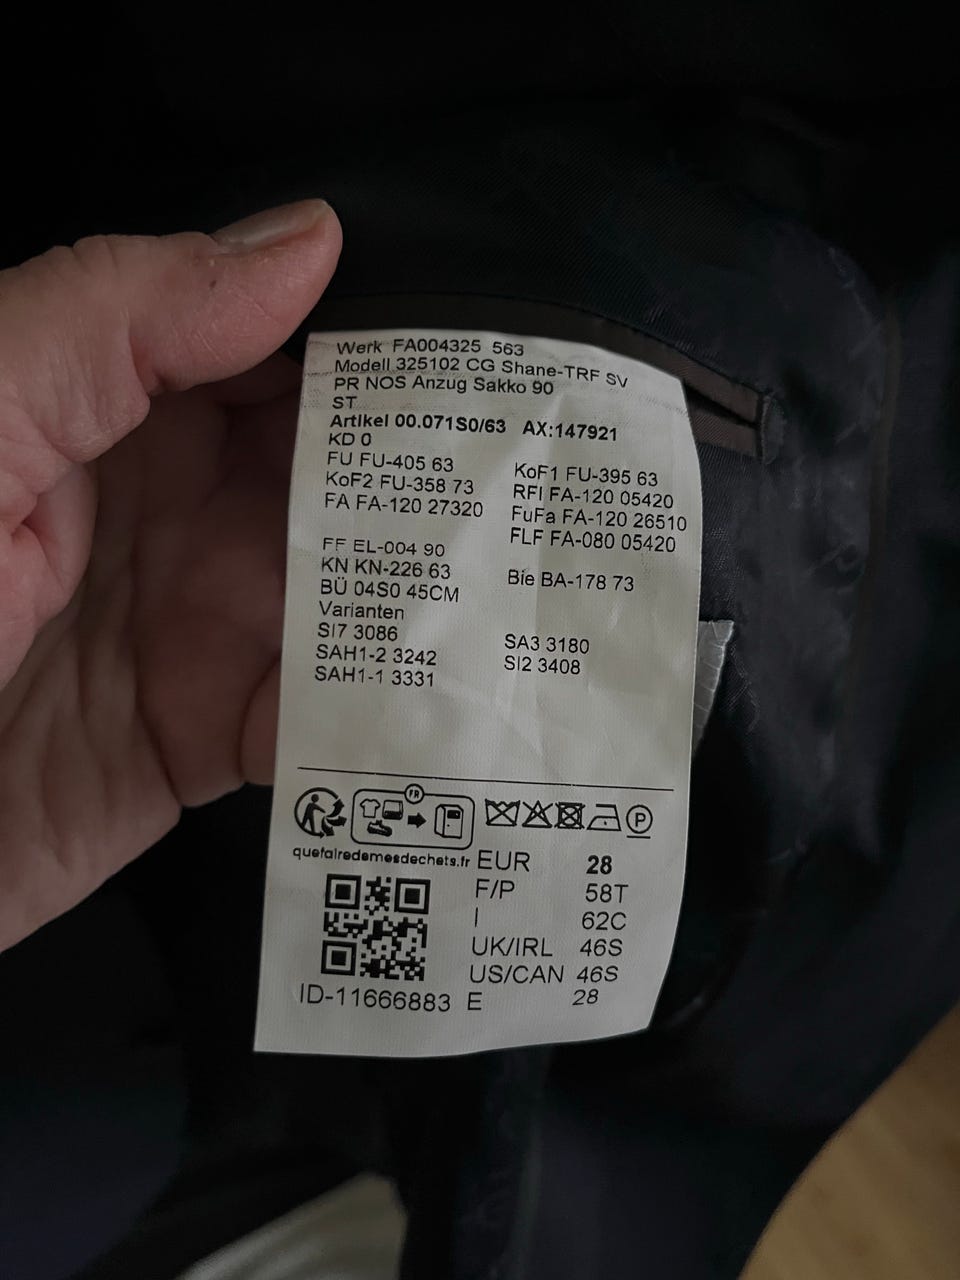 Werk FA004325 563
Modell 325102 CG Shane-TRF SV
PR NOS Anzug Sakko 90
ST
Artikel 00.071S0/63 AX:147921
KD 0
FU FU-405 63 KoF1 FU-395 63
KoF2 FU-358 73 RFI FA-120 05420
FA FA-120 27320 FuFa FA-120 26510
FLF FA-080 05420
FF EL-004 90
KN KN-226 63 Bie BA-178 73
BÜ 04S0 45CM
Varianten
SI7 3086 SA3 3180
SAH1-2 3242 SI2 3408
SAH1-1 3331
FR
P
quefairedemesdechets.fr EUR 28
F/P 58T
I 62C
UK/IRL 46S
US/CAN 46S
ID-11666883 E 28